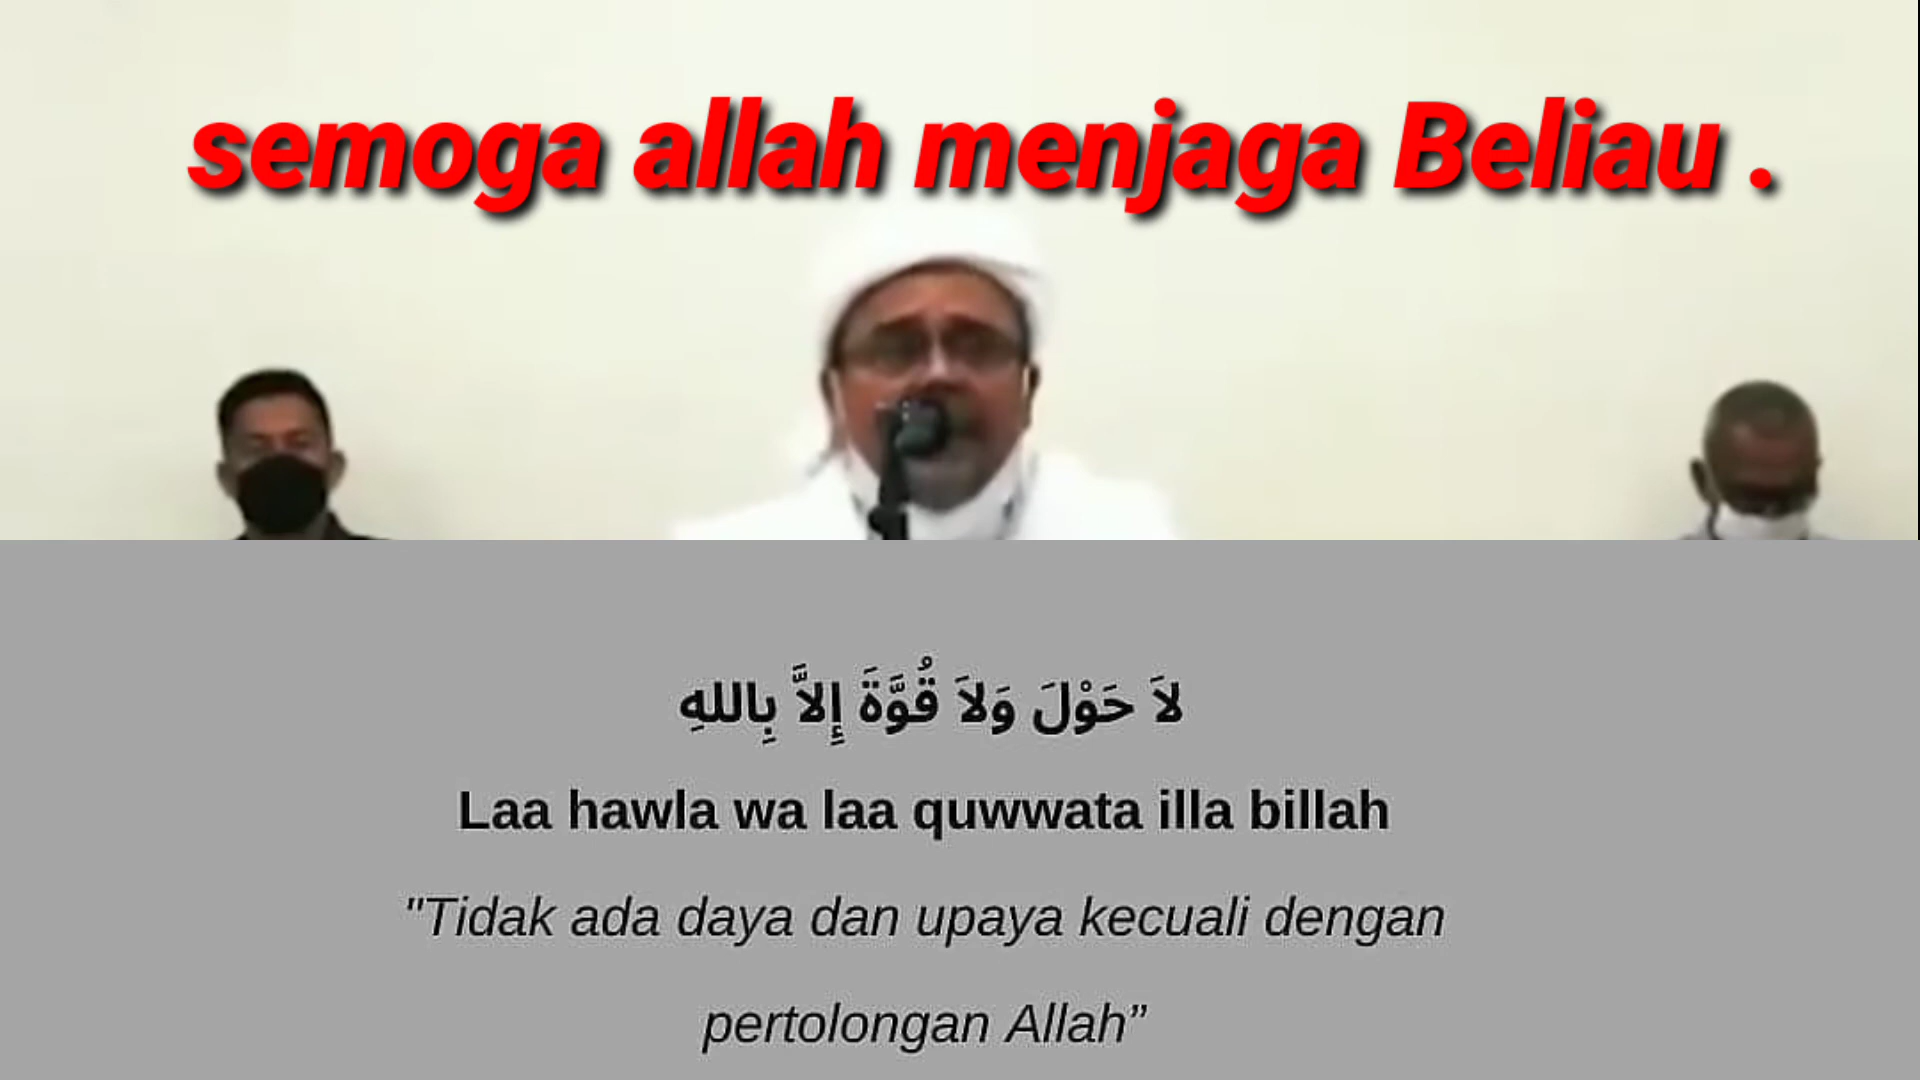 semoga allah menjaga Beliau .
لاَ حَوْلَ وَلاَ قُوَّةَ إِلاَّ بِاللهِ
Laa hawla wa laa quwwata illa billah
"Tidak ada daya dan upaya kecuali dengan
pertolongan Allah”